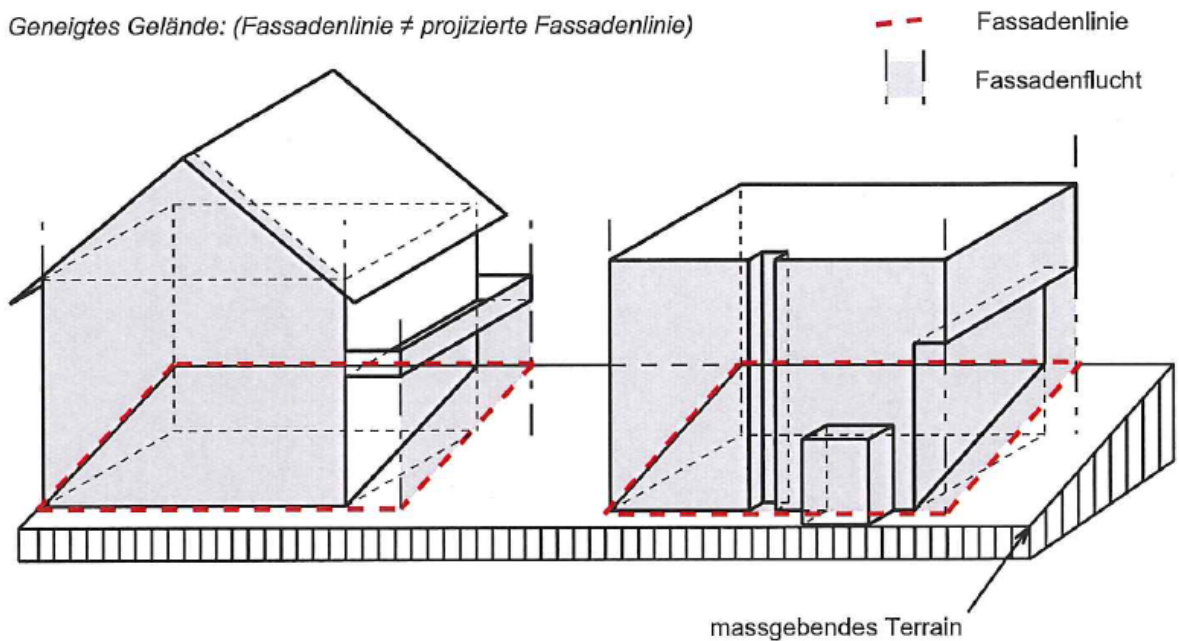 Geneigtes Gelände: (Fassadenlinie ≠ projizierte Fassadenlinie)
Fassadenlinie
Fassadenflucht
massgebendes Terrain